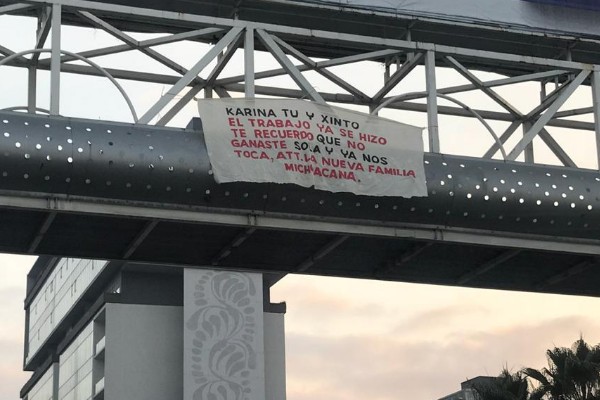 KARINA TU Y XINTO
EL TRABAJO YA SE HIZO
TE RECUERDO QUE NO
GANASTE SOLA Y YA NOS
TOCA, ATT. LA NUEVA FAMILIA
MICHOACANA.